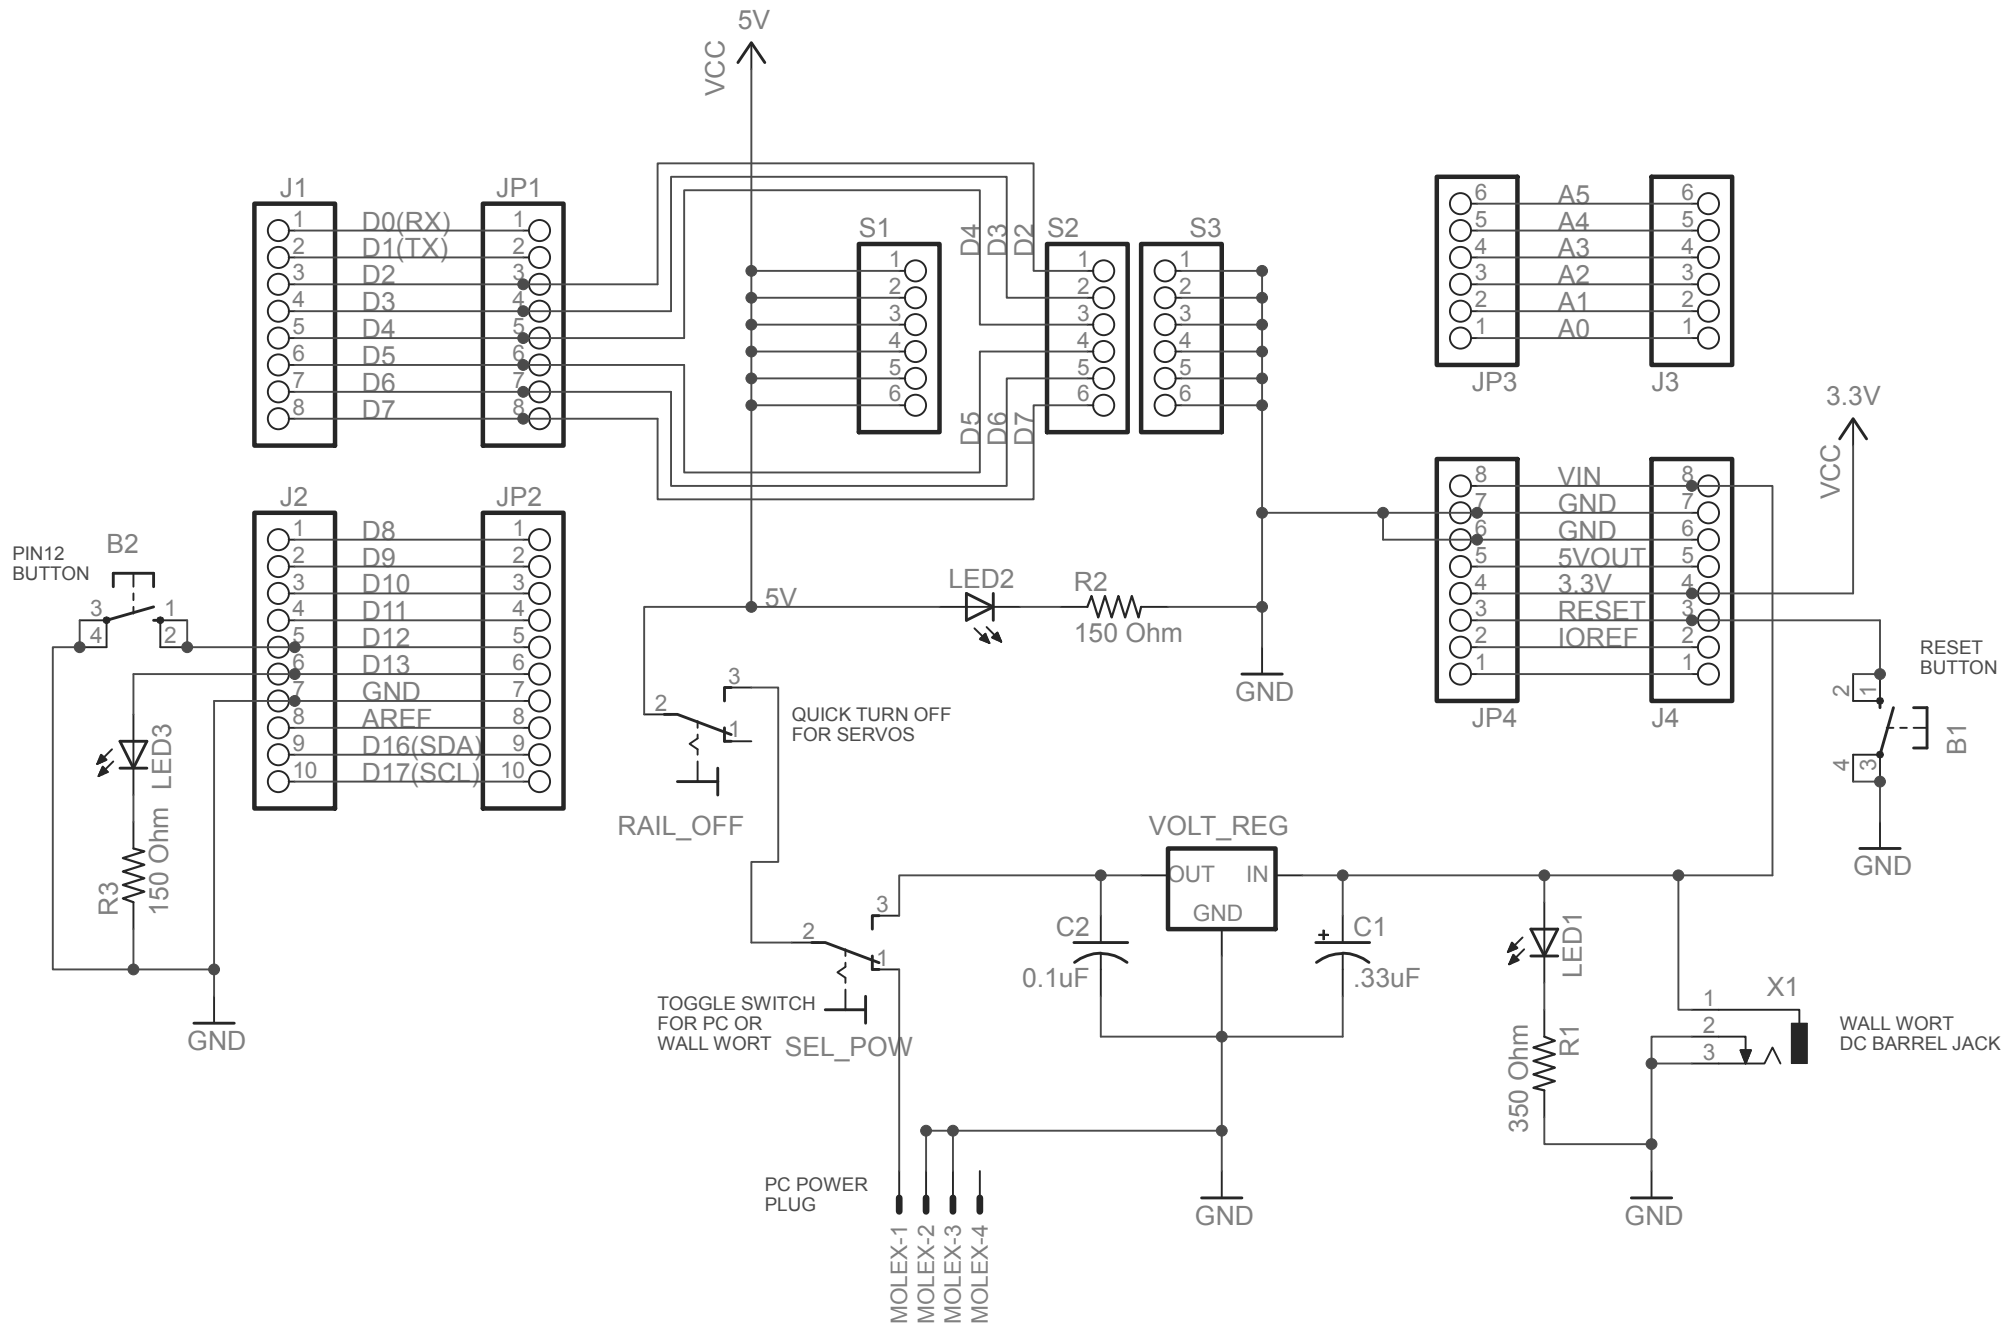 5V
VCC
J1
1
2
3
4
5
6
7
8
D0(RX)
D1(TX)
D2
D3
D4
D5
D6
D7
JP1
1
2
3
4
5
6
7
8
S1
1
2
3
4
5
6
D4
D3
D2
D5
D6
D7
S2
1
2
3
4
5
6
S3
1
2
3
4
5
6
6
5
4
3
2
1
JP3
A5
A4
A3
A2
A1
A0
6
5
4
3
2
1
J3
3.3V
VCC
J2
1
2
3
4
5
6
7
8
9
10
D8
D9
D10
D11
D12
D13
GND
AREF
D16(SDA)
D17(SCL)
JP2
1
2
3
4
5
6
7
8
9
10
PIN12
BUTTON
B2
3
1
4
2
LED3
150 Ohm
R3
GND
5V
LED2
R2
150 Ohm
GND
8
7
6
5
4
3
2
1
JP4
VIN
GND
GND
5VOUT
3.3V
RESET
IOREF
8
7
6
5
4
3
2
1
J4
RESET
BUTTON
2
1
4
3
B1
GND
3
2
1
QUICK TURN OFF
FOR SERVOS
RAIL_OFF
VOLT_REG
OUT
IN
GND
3
2
1
TOGGLE SWITCH
FOR PC OR
WALL WORT
SEL_POW
C2
0.1uF
+
C1
.33uF
LED1
R1
350 Ohm
X1
1
2
3
WALL WORT
DC BARREL JACK
PC POWER
PLUG
MOLEX-1
MOLEX-2
MOLEX-3
MOLEX-4
GND
GND